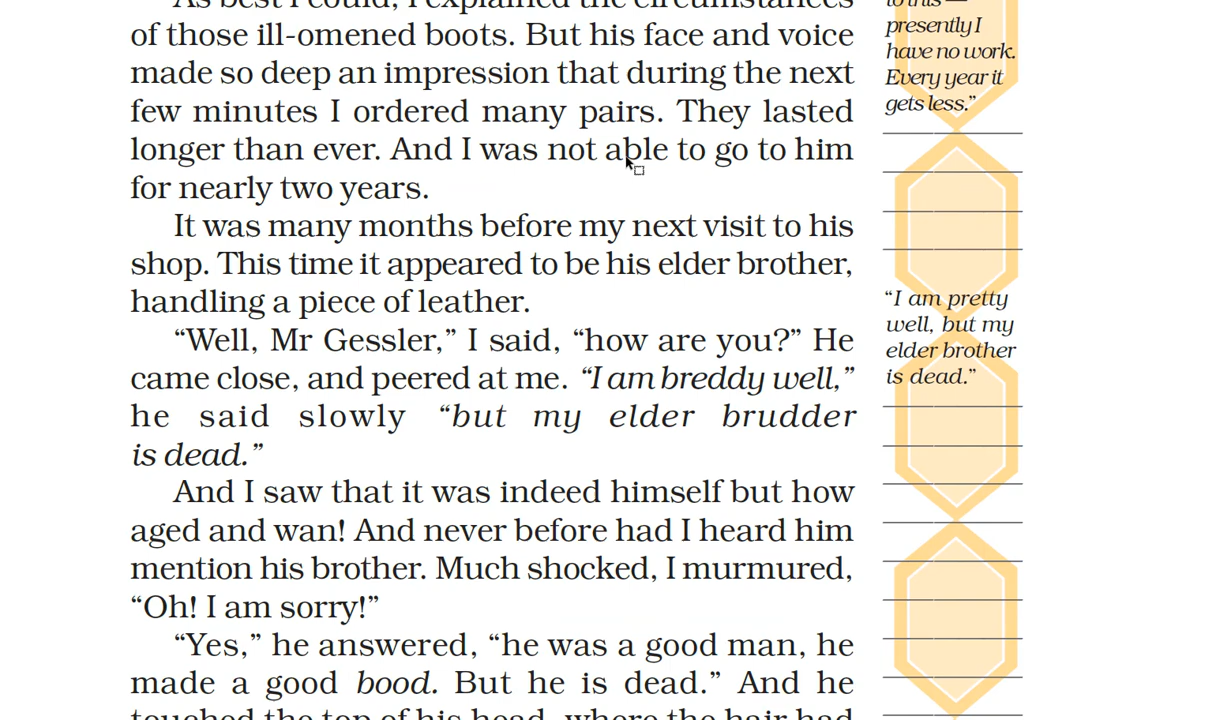 As best I could, I explained the circumstances
of those ill-omened boots. But his face and voice
made so deep an impression that during the next
few minutes I ordered many pairs. They lasted
longer than ever. And I was not able to go to him
for nearly two years.
It was many months before my next visit to his
shop. This time it appeared to be his elder brother,
handling a piece of leather.
“Well, Mr Gessler,” I said, “how are you?” He
came close, and peered at me. “I am breddy well,”
he said slowly “but my elder brudder
is dead.”
And I saw that it was indeed himself but how
aged and wan! And never before had I heard him
mention his brother. Much shocked, I murmured,
“Oh! I am sorry!”
“Yes,” he answered, “he was a good man, he
made a good bood. But he is dead.” And he
touched the top of his head, where the hair had
to this —
presently I
have no work.
Every year it
gets less.”
“I am pretty
well, but my
elder brother
is dead.”